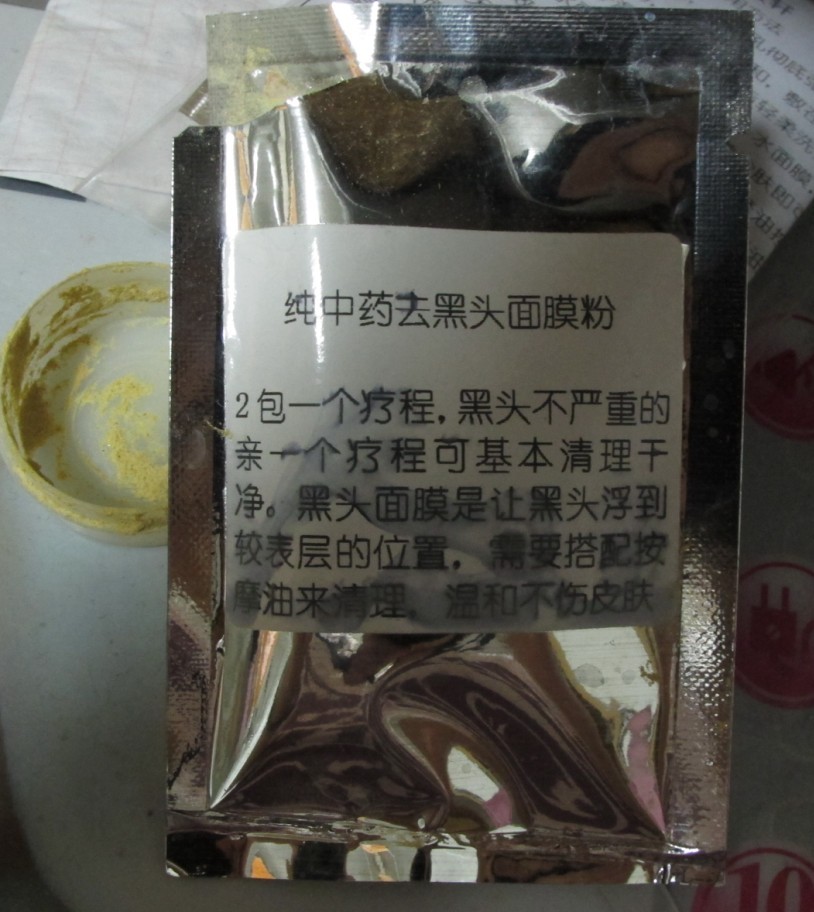 纯中药去黑头面膜粉
2包一个疗程，黑头不严重的
亲一个疗程可基本清理干
净。黑头面膜是让黑头浮到
较表层的位置，需要搭配按
摩油来清理，温和不伤皮肤
10